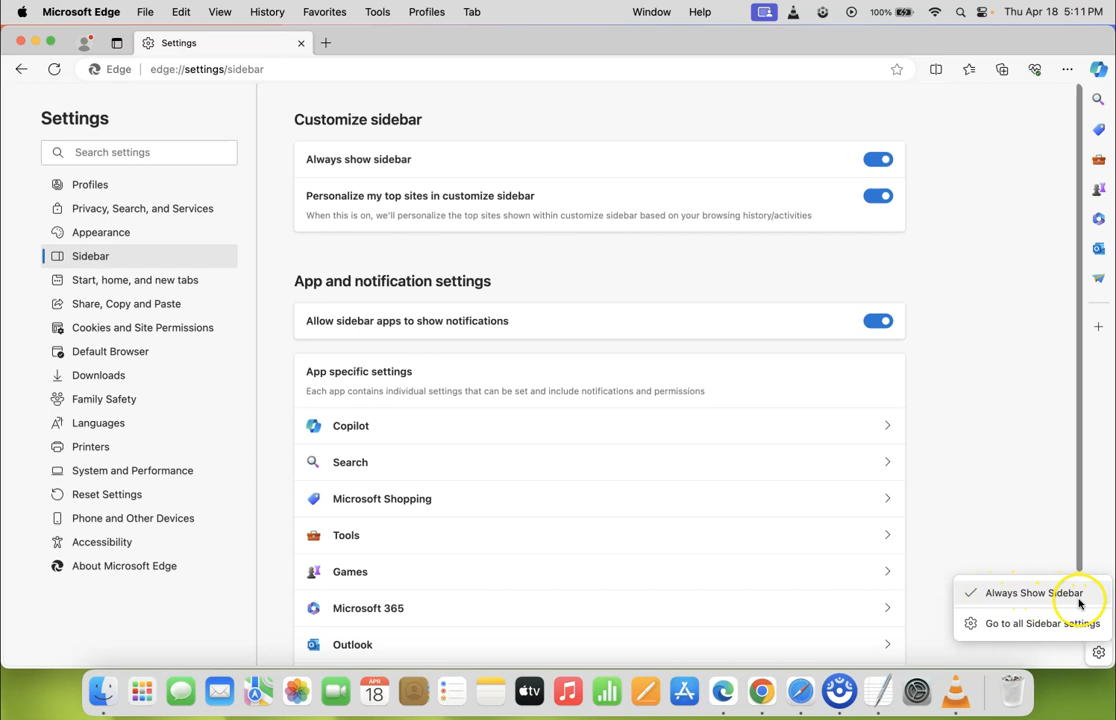 Microsoft Edge File Edit View History Favorites Tools Profiles Tab Window Help 100% Thu Apr 18 5:11 PM
Settings
Edge edge://settings/sidebar
Settings
Search settings
Profiles
Privacy, Search, and Services
Appearance
Sidebar
Start, home, and new tabs
Share, Copy and Paste
Cookies and Site Permissions
Default Browser
Downloads
Family Safety
Languages
Printers
System and Performance
Reset Settings
Phone and Other Devices
Accessibility
About Microsoft Edge
Customize sidebar
Always show sidebar
Personalize my top sites in customize sidebar
When this is on, we'll personalize the top sites shown within customize sidebar based on your browsing history/activities
App and notification settings
Allow sidebar apps to show notifications
App specific settings
Each app contains individual settings that can be set and include notifications and permissions
Copilot
Search
Microsoft Shopping
Tools
Games
Microsoft 365
Outlook
Always Show Sidebar
Go to all Sidebar settings
APR
18
tv